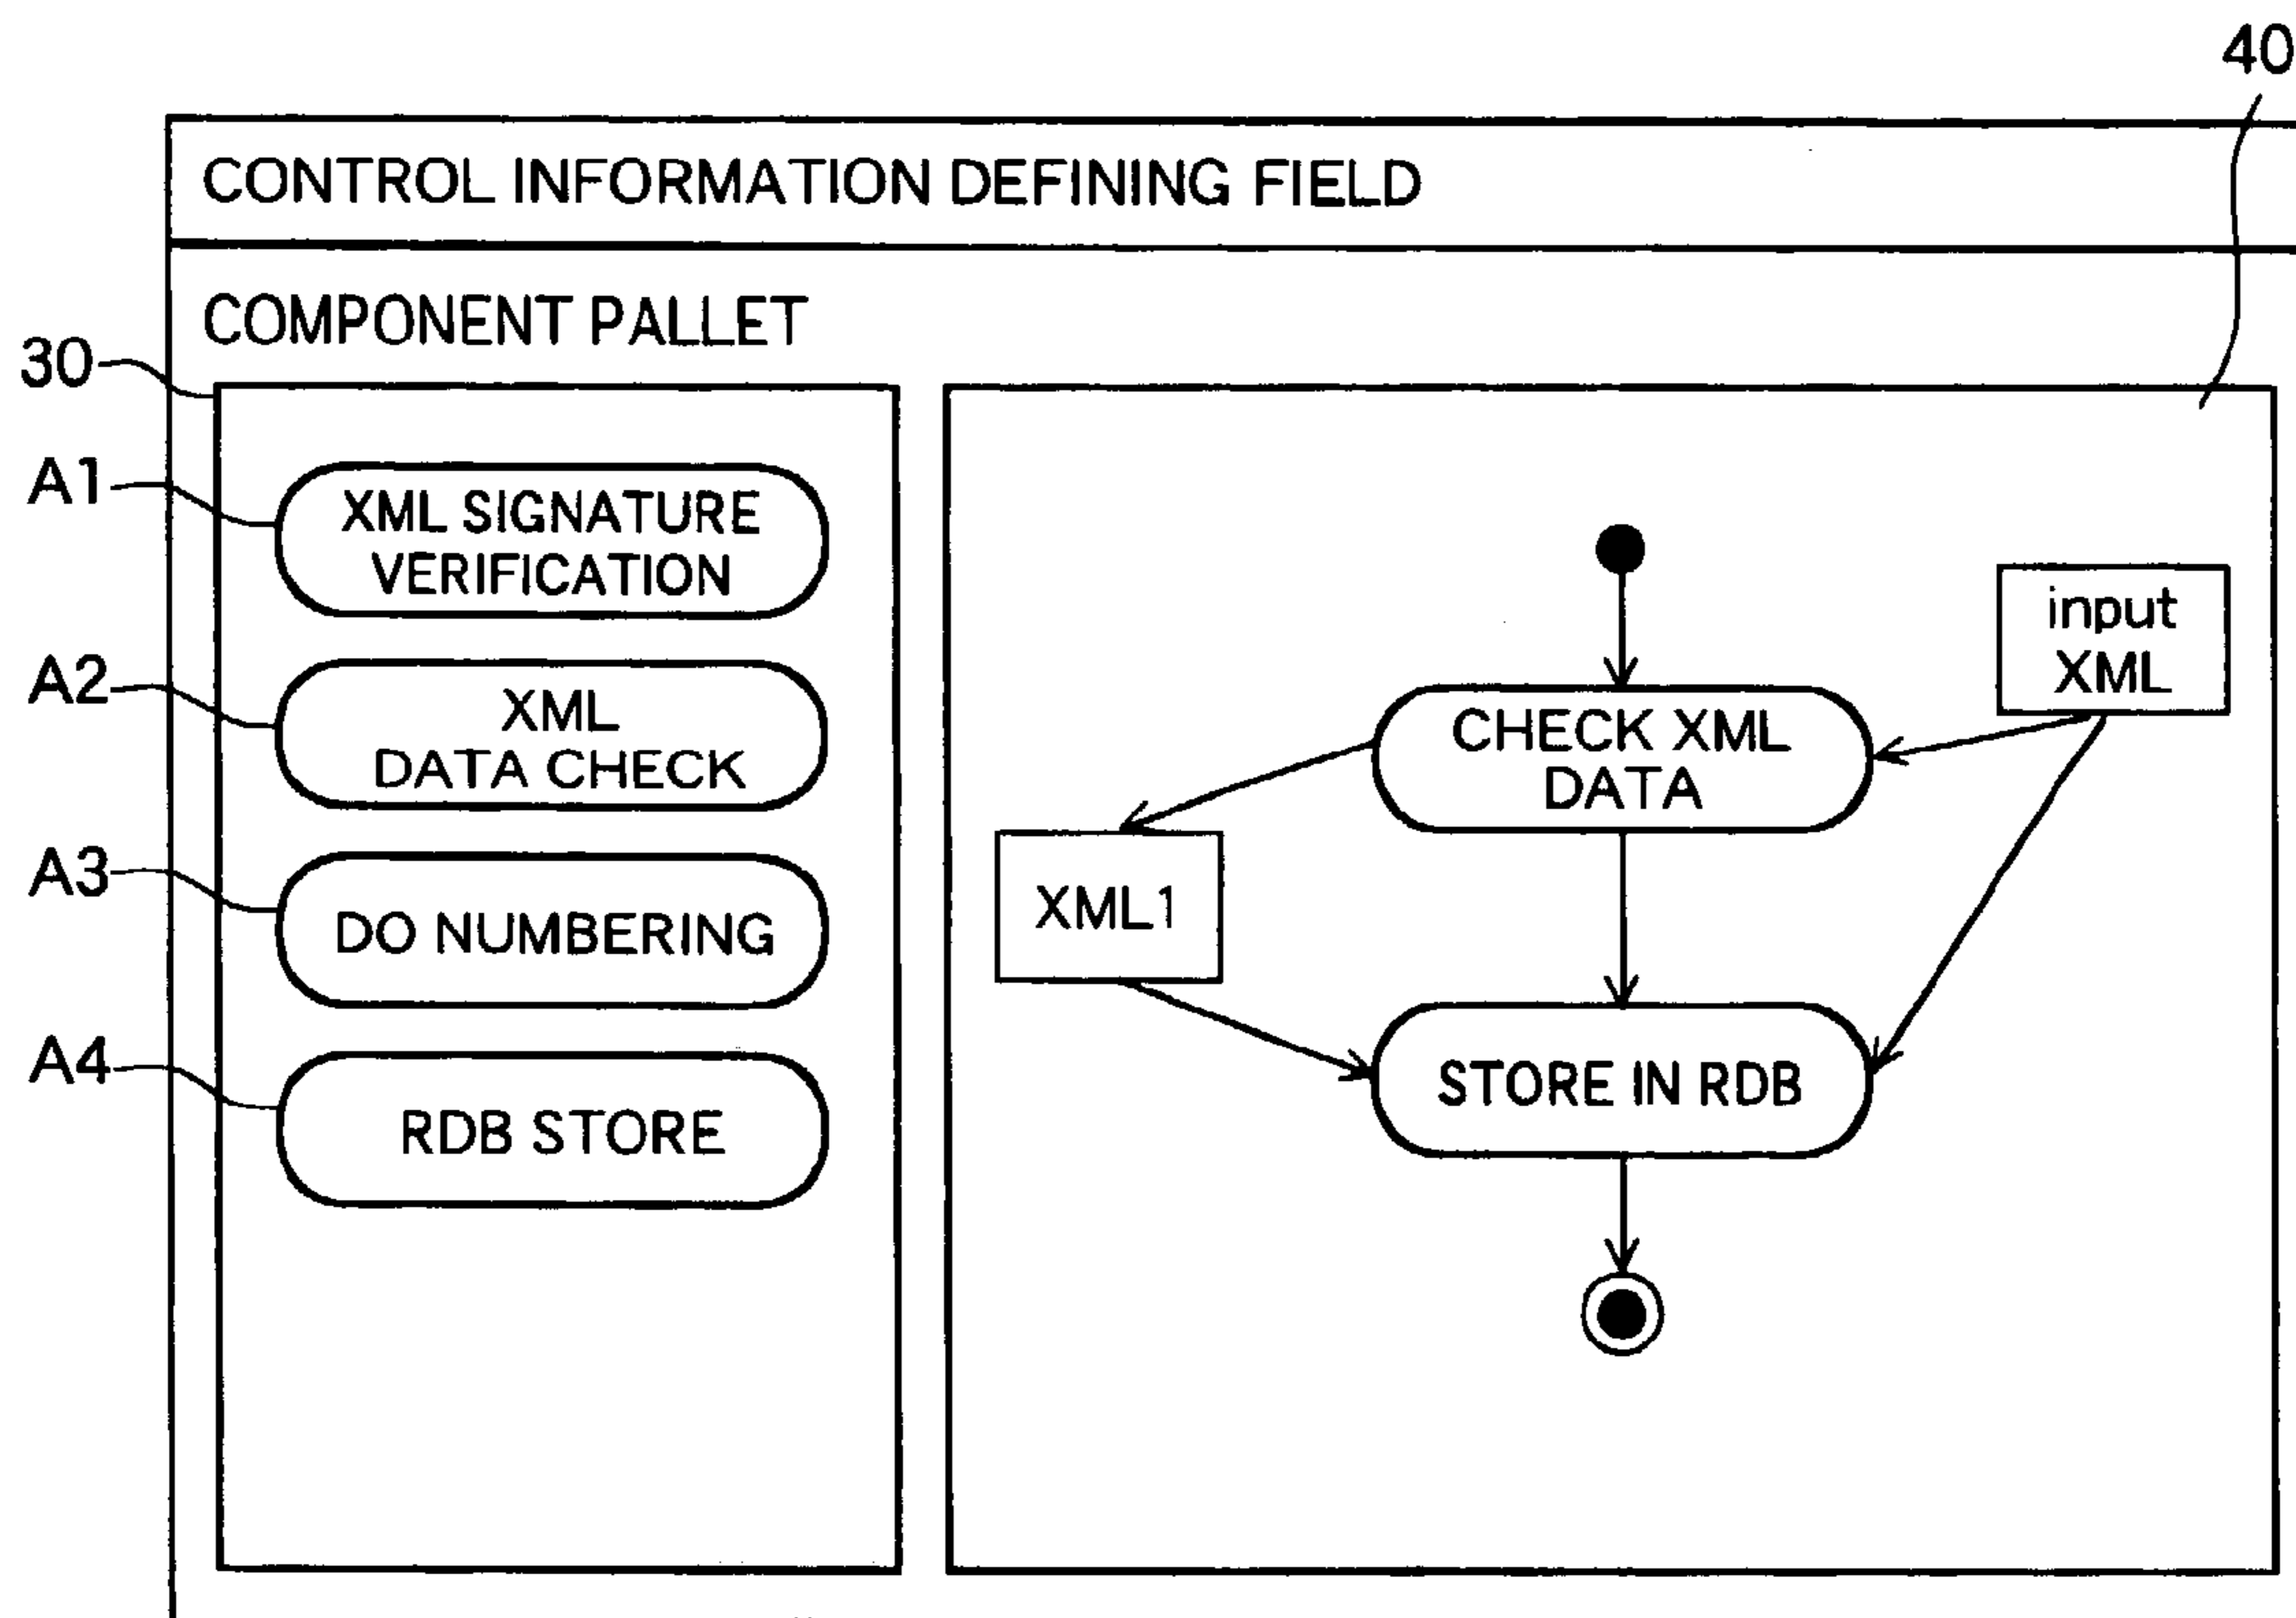 40
CONTROL INFORMATION DEFINING FIELD
COMPONENT PALLET
30
A1
XML SIGNATURE
VERIFICATION
A2
XML
DATA CHECK
A3
DO NUMBERING
A4
RDB STORE
input
XML
CHECK XML
DATA
XML1
STORE IN RDB